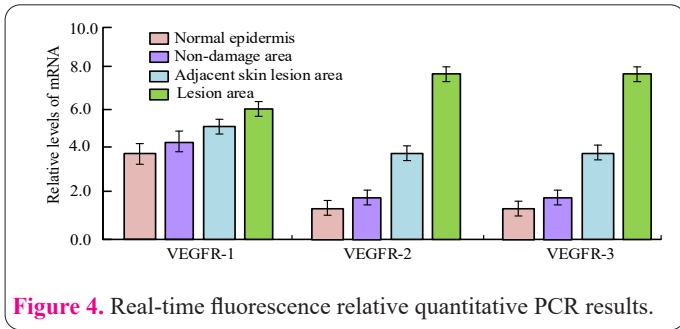 10.0
8.0
6.0
4.0
2.0
0.0
Relative levels of mRNA
Normal epidermis
Non-damage area
Adjacent skin lesion area
Lesion area
VEGFR-1 VEGFR-2 VEGFR-3
Figure 4. Real-time fluorescence relative quantitative PCR results.